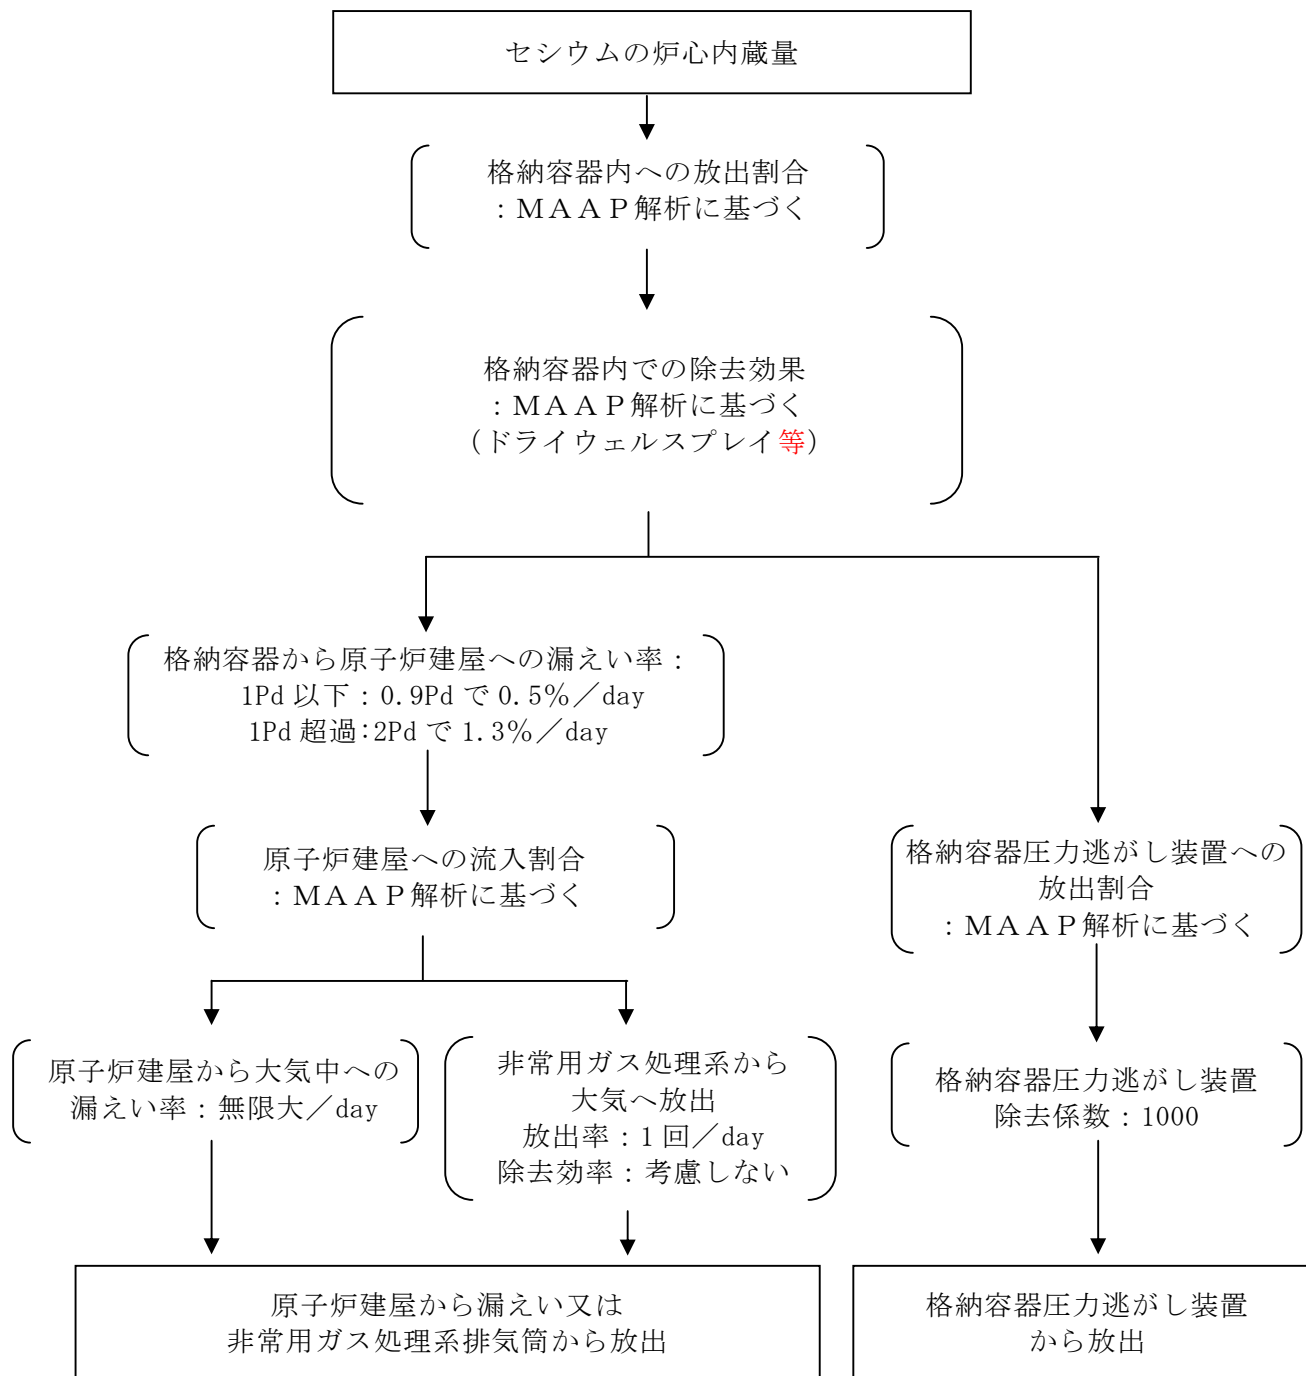 セシウムの炉心内蔵量
格納容器内への放出割合
：ＭＡＡＰ解析に基づく
格納容器内での除去効果
：ＭＡＡＰ解析に基づく
（ドライウェルスプレイ等）
格納容器から原子炉建屋への漏えい率：
1Pd 以下：0.9Pd で 0.5％／day
1Pd 超過：2Pd で 1.3％／day
原子炉建屋への流入割合
：ＭＡＡＰ解析に基づく
格納容器圧力逃がし装置への
放出割合
：ＭＡＡＰ解析に基づく
原子炉建屋から大気中への
漏えい率：無限大／day
非常用ガス処理系から
大気へ放出
放出率：1 回／day
除去効率：考慮しない
格納容器圧力逃がし装置
除去係数：1000
原子炉建屋から漏えい又は
非常用ガス処理系排気筒から放出
格納容器圧力逃がし装置
から放出